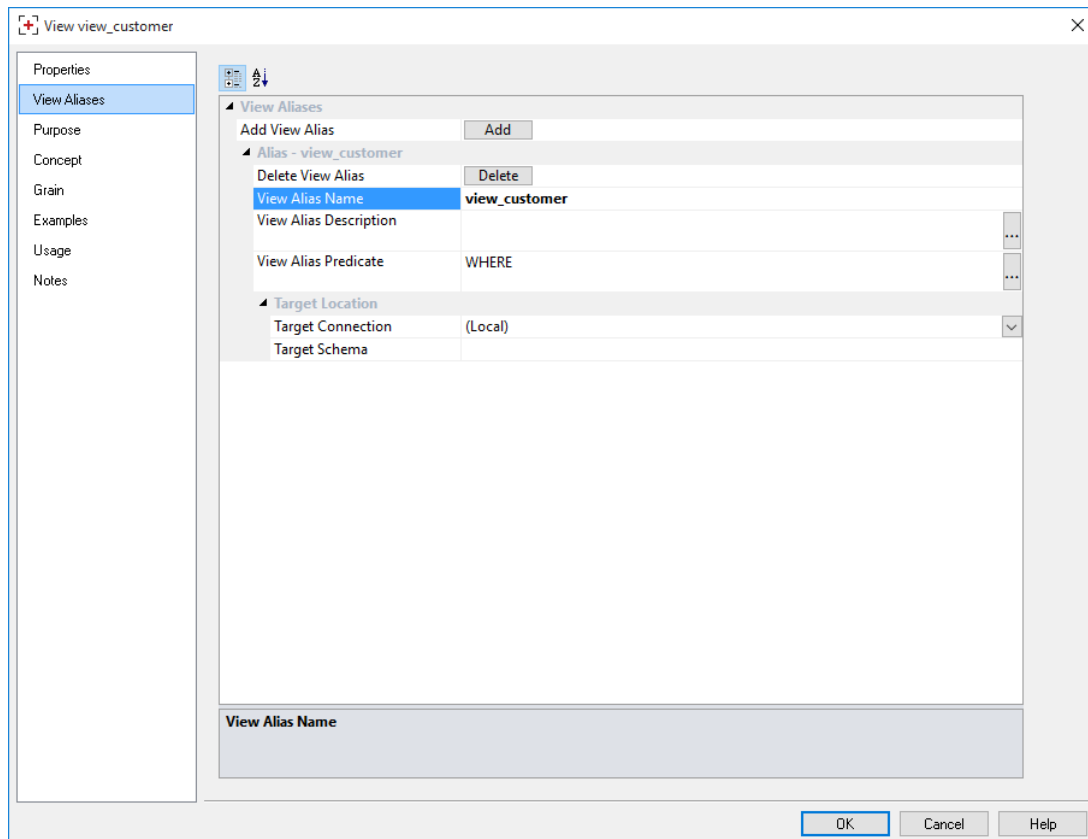 View view_customer
Properties
View Aliases
Purpose
Concept
Grain
Examples
Usage
Notes
View Aliases
Add View Alias Add
Alias - view_customer
Delete View Alias Delete
View Alias Name view_customer
View Alias Description ...
View Alias Predicate WHERE ...
Target Location
Target Connection (Local)
Target Schema
View Alias Name
OK Cancel Help